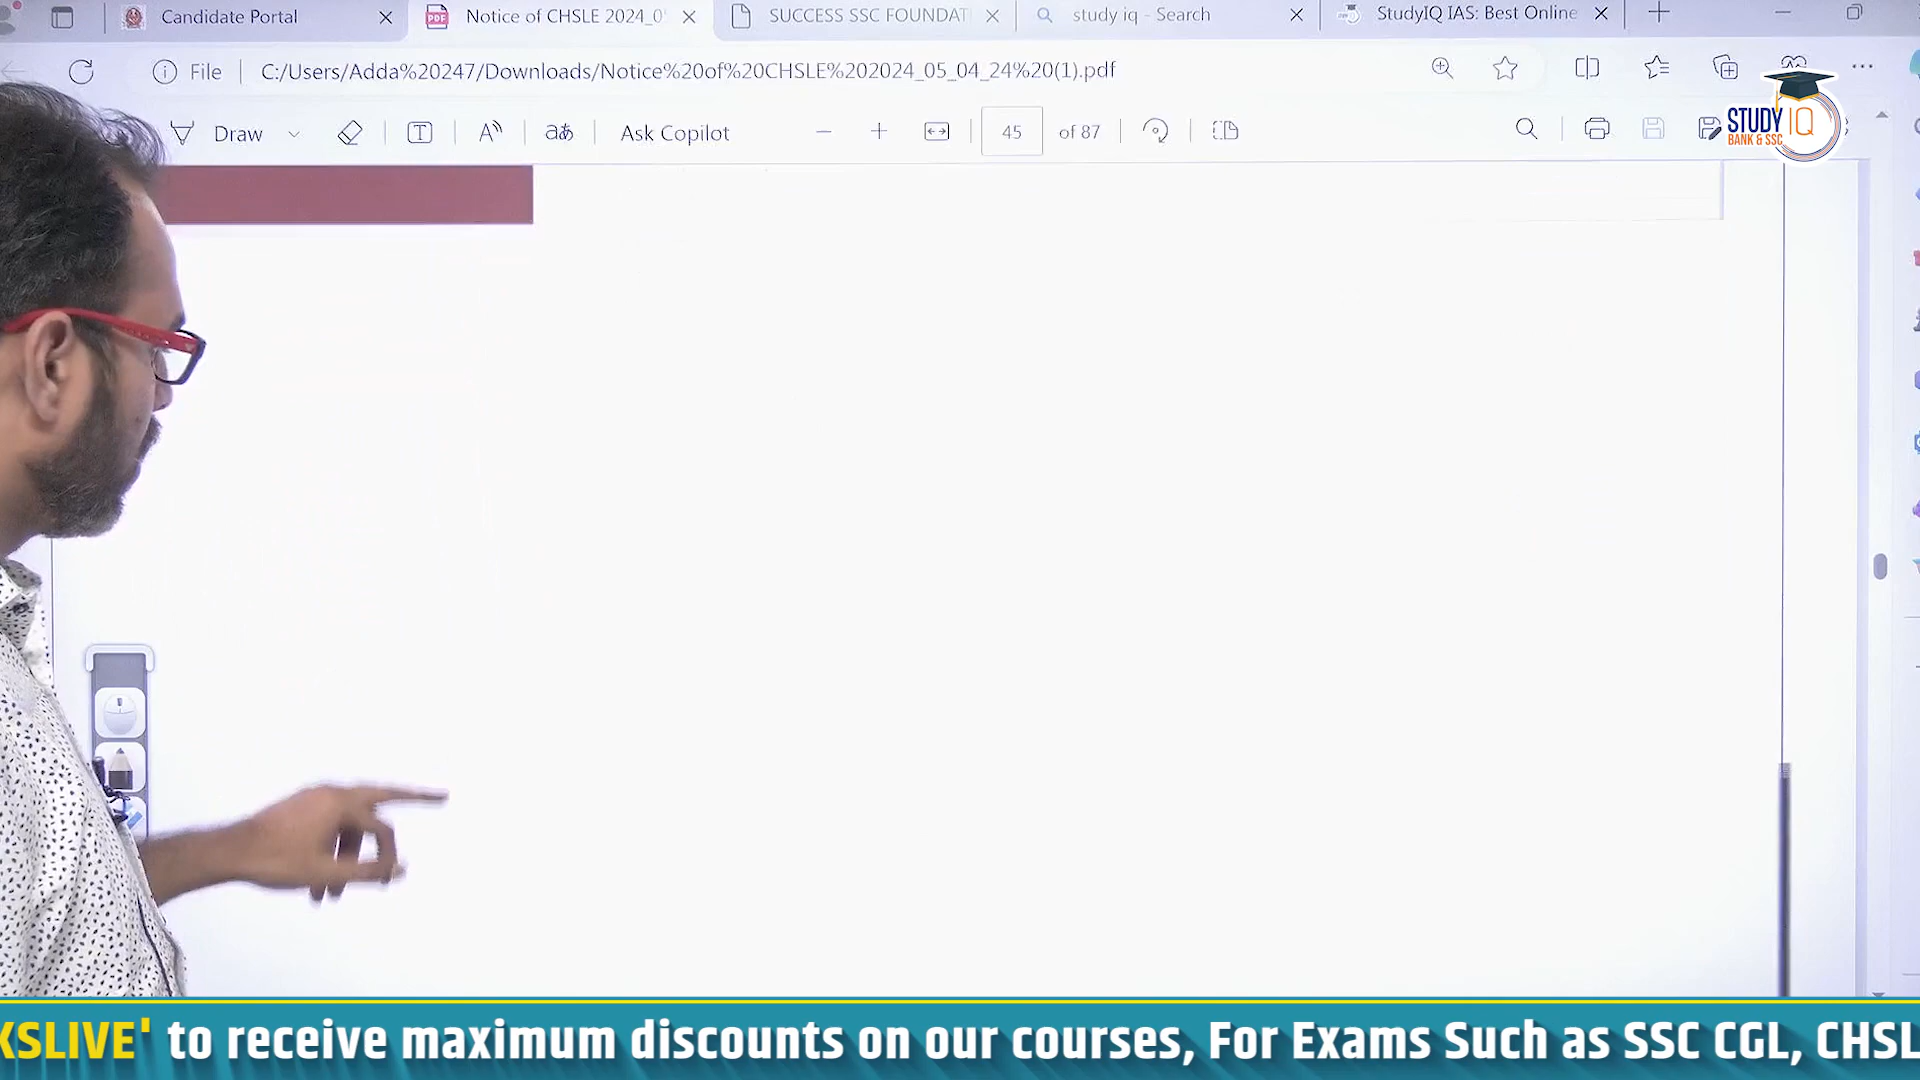 Candidate Portal
Notice of CHSLE 2024_0
SUCCESS SSC FOUNDAT
study iq - Search
StudyIQ IAS: Best Online
File
C:/Users/Adda%20247/Downloads/Notice%20of%20CHSLE%202024_05_04_24%20(1).pdf
Draw
Ask Copilot
45
of 87
PDF
STUDY IQ
BANK & SSC
KSLIVE' to receive maximum discounts on our courses, For Exams Such as SSC CGL, CHSL